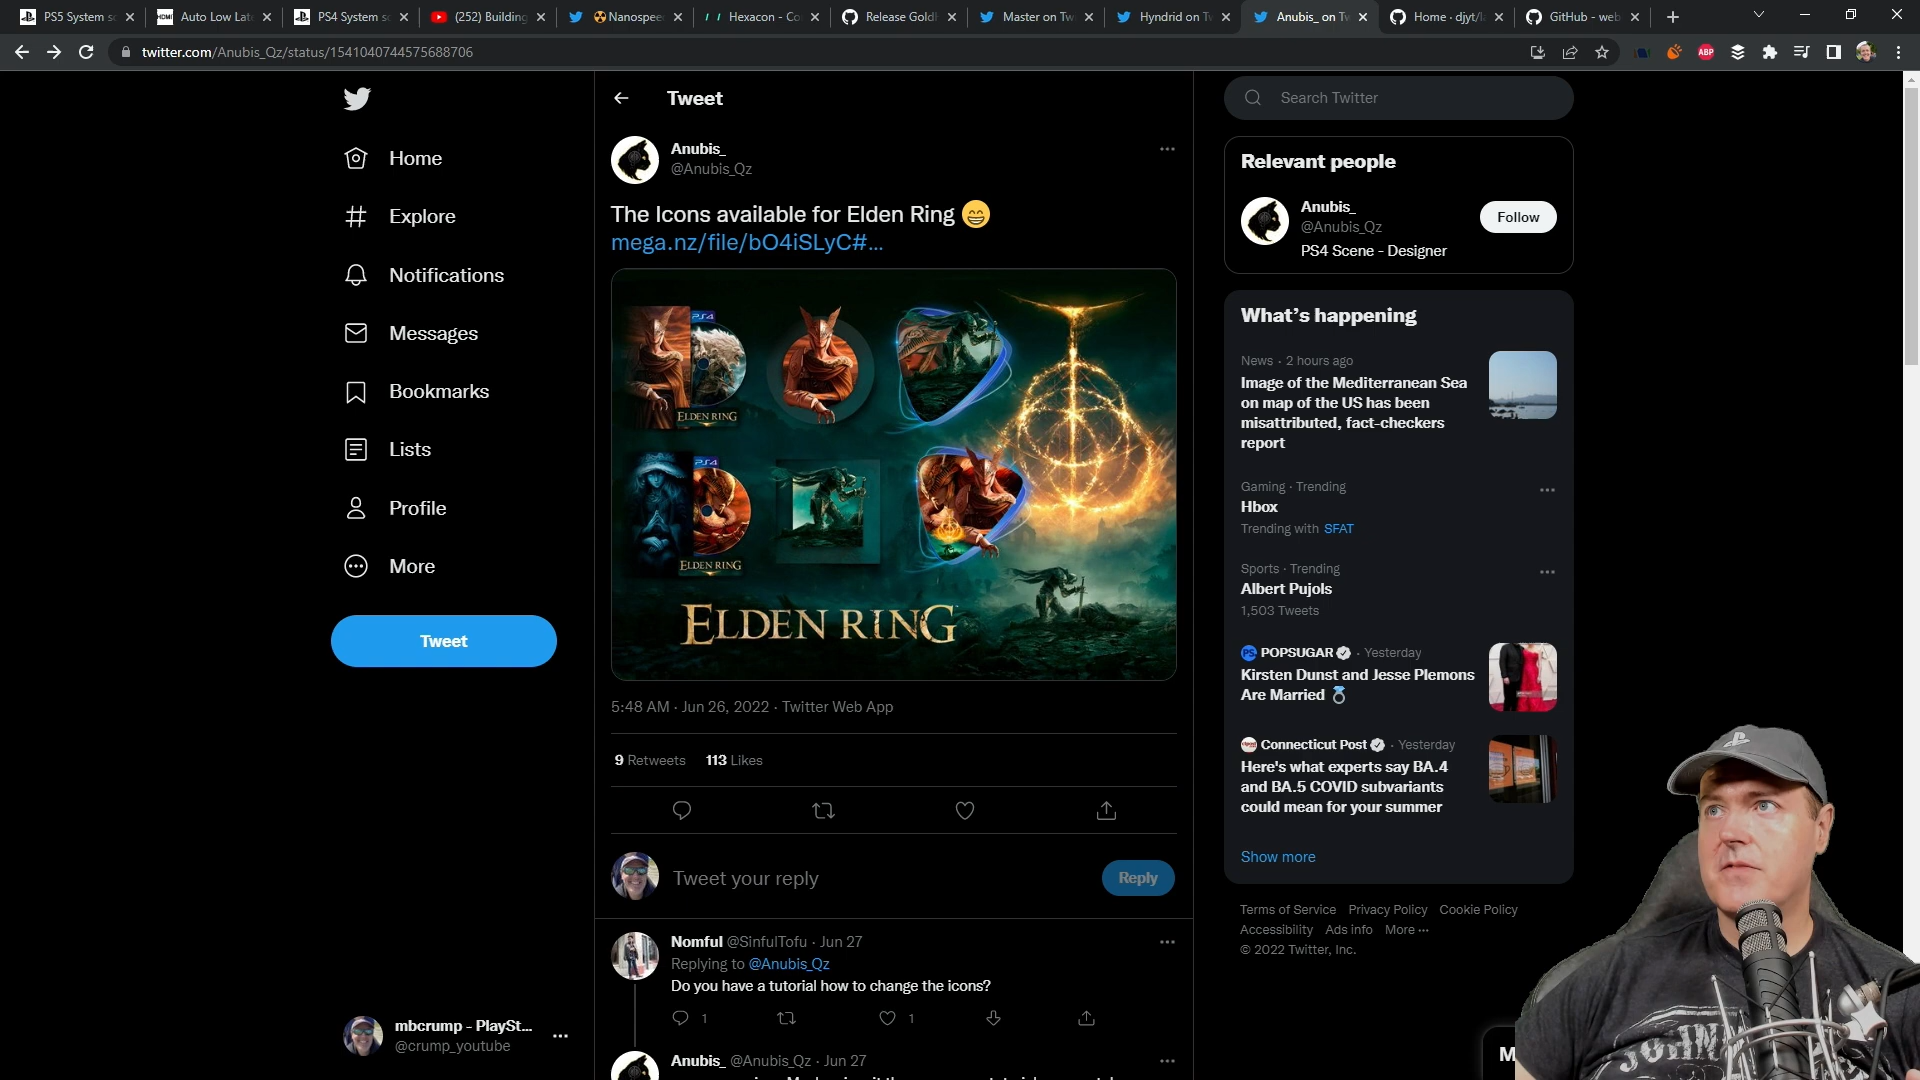 PS5 System so
Auto Low Late
PS4 System so
(252) Building
Nanospee
Hexacon - Co
Release Gold
Master on Tw
Hyndrid on Tw
Anubis_ on Tw
Home · djyt/
GitHub - web
twitter.com/Anubis_Qz/status/1541040744575688706
ABP
Home
Explore
Notifications
Messages
Bookmarks
Lists
Profile
More
Tweet
mbcrump - PlaySt...
@crump_youtube
Tweet
Anubis_
@Anubis_Qz
The Icons available for Elden Ring 😁
mega.nz/file/bO4iSLyC#...
PS4
ELDEN RING
PS4
ELDEN RING
ELDEN RING
5:48 AM · Jun 26, 2022 · Twitter Web App
9 Retweets 113 Likes
Tweet your reply
Reply
Nomful @SinfulTofu · Jun 27
Replying to @Anubis_Qz
Do you have a tutorial how to change the icons?
1
1
Anubis_ @Anubis_Qz · Jun 27
Search Twitter
Relevant people
Anubis_
@Anubis_Qz
Follow
PS4 Scene - Designer
What's happening
News · 2 hours ago
Image of the Mediterranean Sea
on map of the US has been
misattributed, fact-checkers
report
Gaming · Trending
Hbox
Trending with SFAT
Sports · Trending
Albert Pujols
1,503 Tweets
POPSUGAR · Yesterday
Kirsten Dunst and Jesse Plemons
Are Married 💍
Connecticut Post · Yesterday
Here's what experts say BA.4
and BA.5 COVID subvariants
could mean for your summer
Show more
Terms of Service Privacy Policy Cookie Policy
Accessibility Ads info More ···
© 2022 Twitter, Inc.
M
JOHN